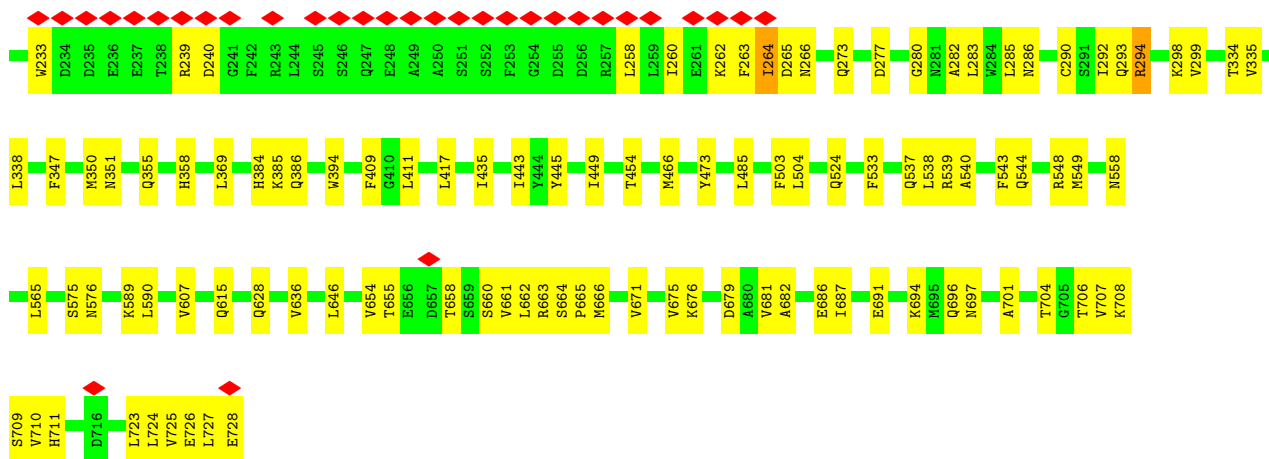 W233 D234 D235 E236 E237 T238 R239 D240 G241 F242 R243 L244 S245 S246 Q247 E248 A249 A250 S251 S252 F253 G254 D255 D256 R257 L258 L259 I260 E261 K262 F263 I264 D265 N266 Q273 D277 G280 N281 A282 L283 W284 L285 N286 C290 S291 I292 Q293 R294 K298 V299 T334 V335
L338 F347 M350 N351 Q355 H358 L369 H384 K385 Q386 W394 F409 G410 L411 L417 I435 I443 Y444 Y445 I449 T454 M466 Y473 L485 F503 L504 Q524 F533 Q537 L538 R539 A540 F543 Q544 R548 M549 N558
L565 S575 N576 K589 L590 V607 Q615 Q628 V636 L646 V654 T655 E656 D657 T658 S659 S660 V661 L662 R663 S664 P665 M666 V671 V675 K676 D679 A680 V681 A682 E686 I687 E691 K694 M695 Q696 N697 A701 T704 G705 T706 V707 K708
S709 V710 H711 D716 L723 L724 V725 E726 L727 E728